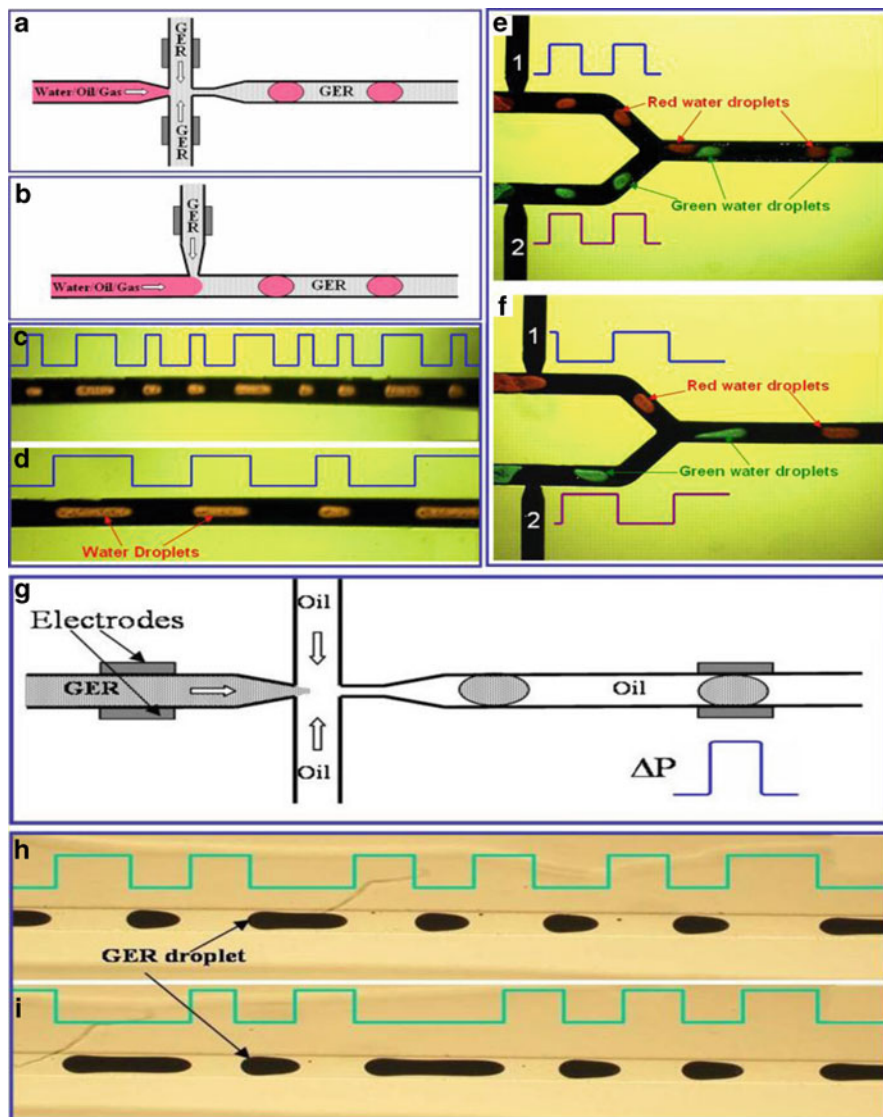 a
GER
Water/Oil/Gas
GER
GER
b
GER
Water/Oil/Gas
GER
c
d
Water Droplets
e
1
Red water droplets
Green water droplets
2
f
1
Red water droplets
Green water droplets
2
g
Oil
Electrodes
GER
Oil
Oil
ΔP
h
GER droplet
i